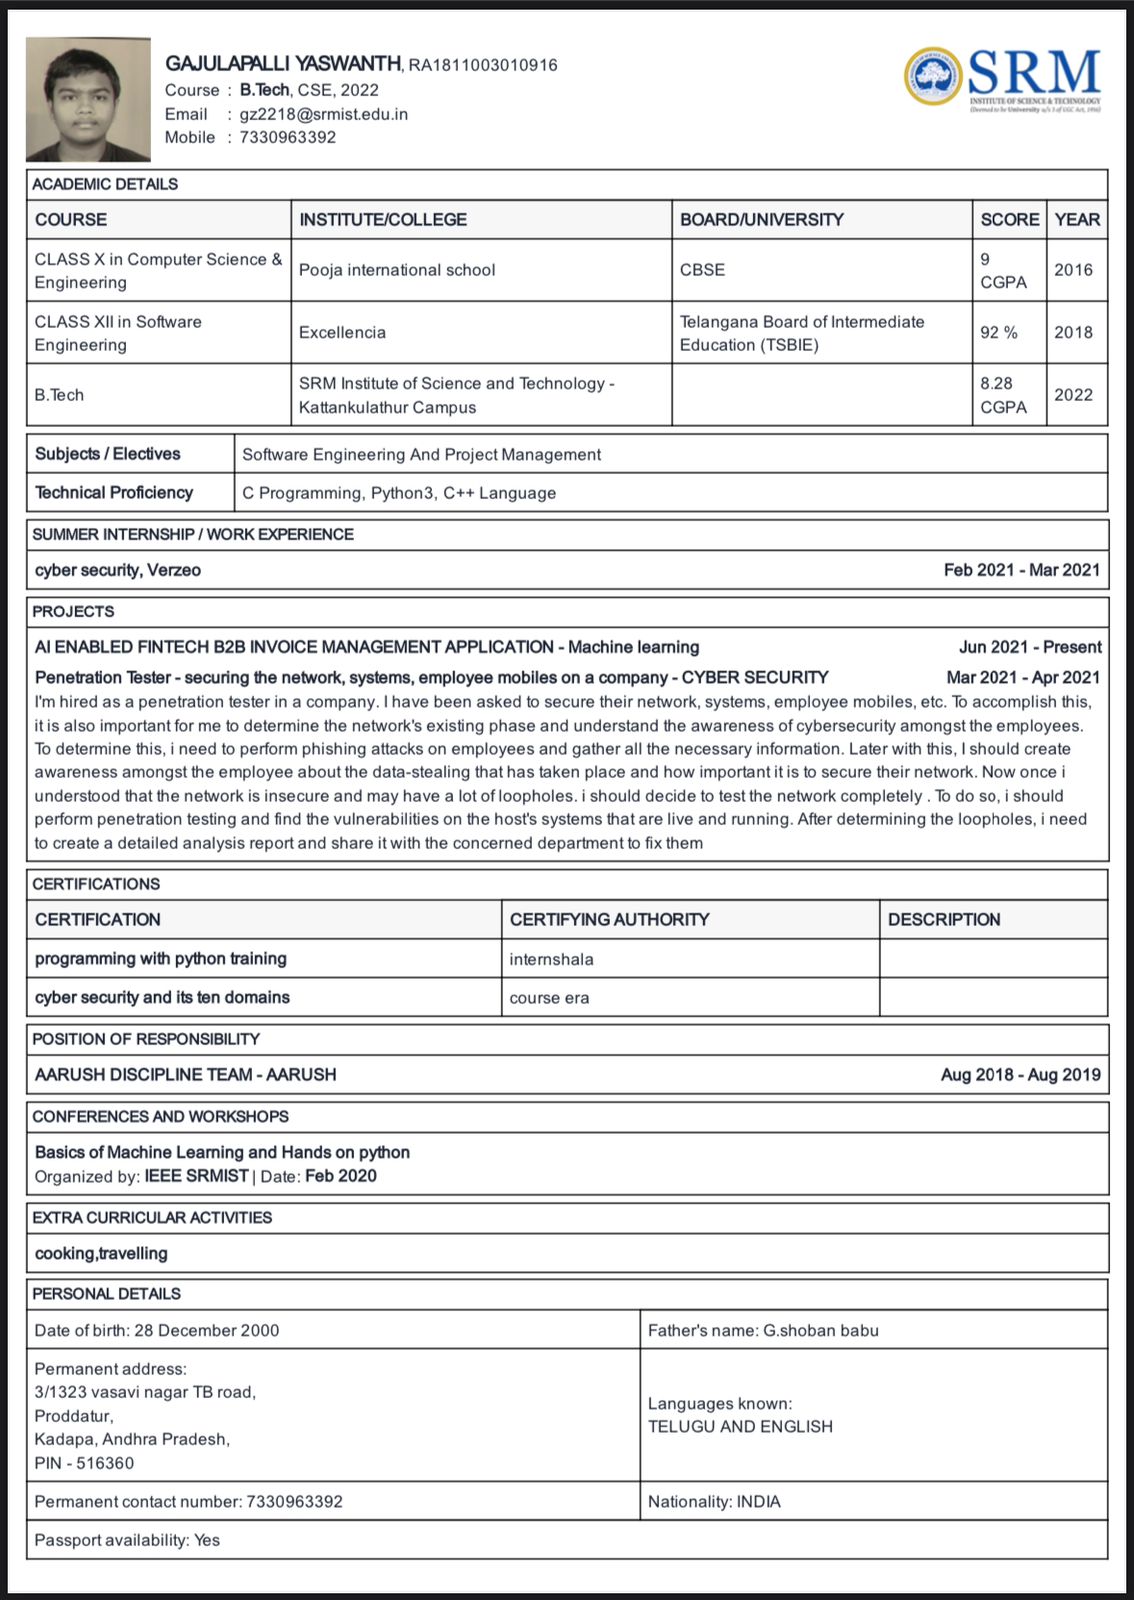 GAJULAPALLI YASWANTH, RA1811003010916
Course : B.Tech, CSE, 2022
Email : gz2218@srmist.edu.in
Mobile : 7330963392
SRM
INSTITUTE OF SCIENCE & TECHNOLOGY
(Deemed to be University u/s 3 of UGC Act, 1956)
ACADEMIC DETAILS
COURSE INSTITUTE/COLLEGE BOARD/UNIVERSITY SCORE YEAR
CLASS X in Computer Science &
Engineering
Pooja international school
CBSE
9
CGPA
2016
CLASS XII in Software
Engineering
Excellencia
Telangana Board of Intermediate
Education (TSBIE)
92 %
2018
B.Tech
SRM Institute of Science and Technology -
Kattankulathur Campus
8.28
CGPA
2022
Subjects / Electives Software Engineering And Project Management
Technical Proficiency C Programming, Python3, C++ Language
SUMMER INTERNSHIP / WORK EXPERIENCE
cyber security, Verzeo Feb 2021 - Mar 2021
PROJECTS
AI ENABLED FINTECH B2B INVOICE MANAGEMENT APPLICATION - Machine learning Jun 2021 - Present
Penetration Tester - securing the network, systems, employee mobiles on a company - CYBER SECURITY Mar 2021 - Apr 2021
I'm hired as a penetration tester in a company. I have been asked to secure their network, systems, employee mobiles, etc. To accomplish this,
it is also important for me to determine the network's existing phase and understand the awareness of cybersecurity amongst the employees.
To determine this, i need to perform phishing attacks on employees and gather all the necessary information. Later with this, I should create
awareness amongst the employee about the data-stealing that has taken place and how important it is to secure their network. Now once i
understood that the network is insecure and may have a lot of loopholes. i should decide to test the network completely . To do so, i should
perform penetration testing and find the vulnerabilities on the host's systems that are live and running. After determining the loopholes, i need
to create a detailed analysis report and share it with the concerned department to fix them
CERTIFICATIONS
CERTIFICATION CERTIFYING AUTHORITY DESCRIPTION
programming with python training internshala
cyber security and its ten domains course era
POSITION OF RESPONSIBILITY
AARUSH DISCIPLINE TEAM - AARUSH Aug 2018 - Aug 2019
CONFERENCES AND WORKSHOPS
Basics of Machine Learning and Hands on python
Organized by: IEEE SRMIST | Date: Feb 2020
EXTRA CURRICULAR ACTIVITIES
cooking,travelling
PERSONAL DETAILS
Date of birth: 28 December 2000 Father's name: G.shoban babu
Permanent address:
3/1323 vasavi nagar TB road,
Proddatur,
Kadapa, Andhra Pradesh,
PIN - 516360
Languages known:
TELUGU AND ENGLISH
Permanent contact number: 7330963392 Nationality: INDIA
Passport availability: Yes